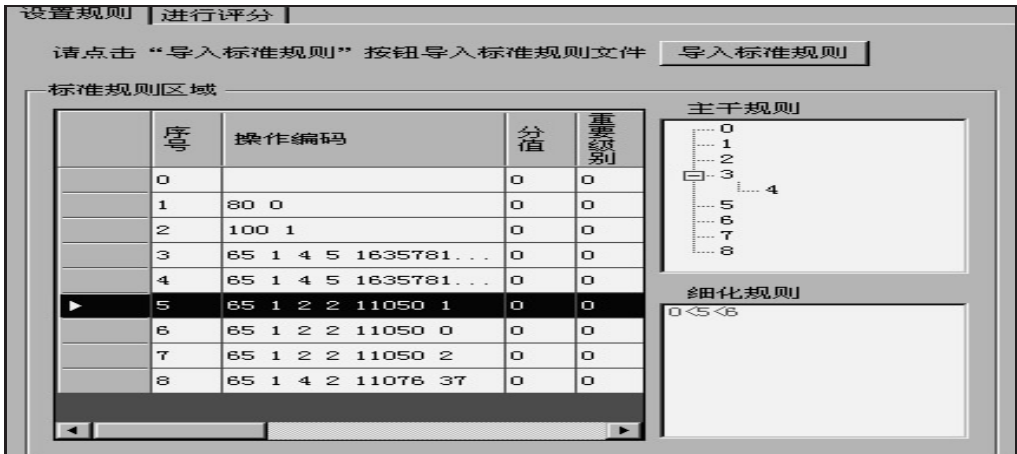 设置规则 进行评分
请点击“导入标准规则”按钮导入标准规则文件 导入标准规则
标准规则区域
序号 操作编码 分值 重要级别
0 0 0
1 80 0 0 0
2 100 1 0 0
3 65 1 4 5 1635781... 0 0
4 65 1 4 5 1635781... 0 0
5 65 1 2 2 11050 1 0 0
6 65 1 2 2 11050 0 0 0
7 65 1 2 2 11050 2 0 0
8 65 1 4 2 11076 37 0 0
主干规则
0
1
2
3
4
5
6
7
8
细化规则
0<5<6